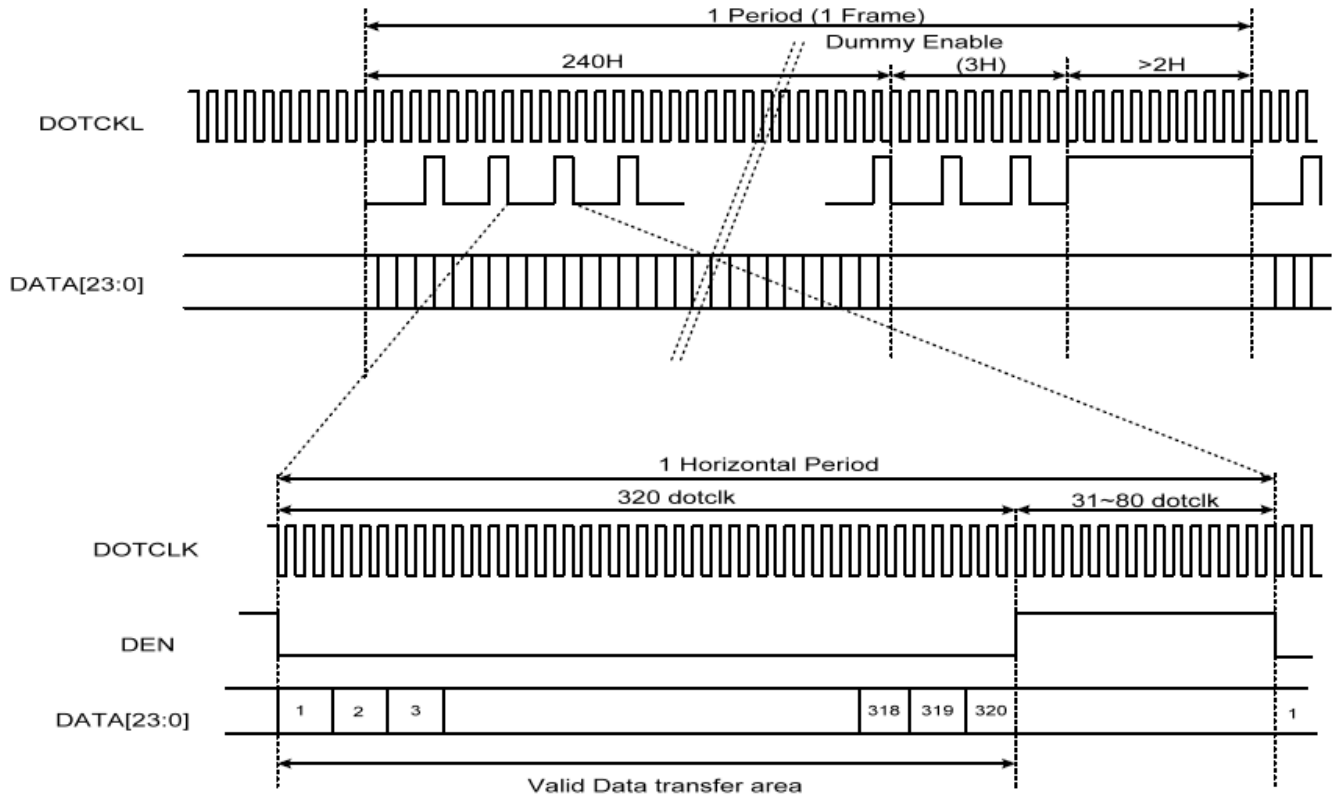 1 Period (1 Frame)
Dummy Enable
240H
(3H)
>2H
DOTCKL
DATA[23:0]
1 Horizontal Period
320 dotclk
31~80 dotclk
DOTCLK
DEN
DATA[23:0]
1
2
3
318
319
320
1
Valid Data transfer area